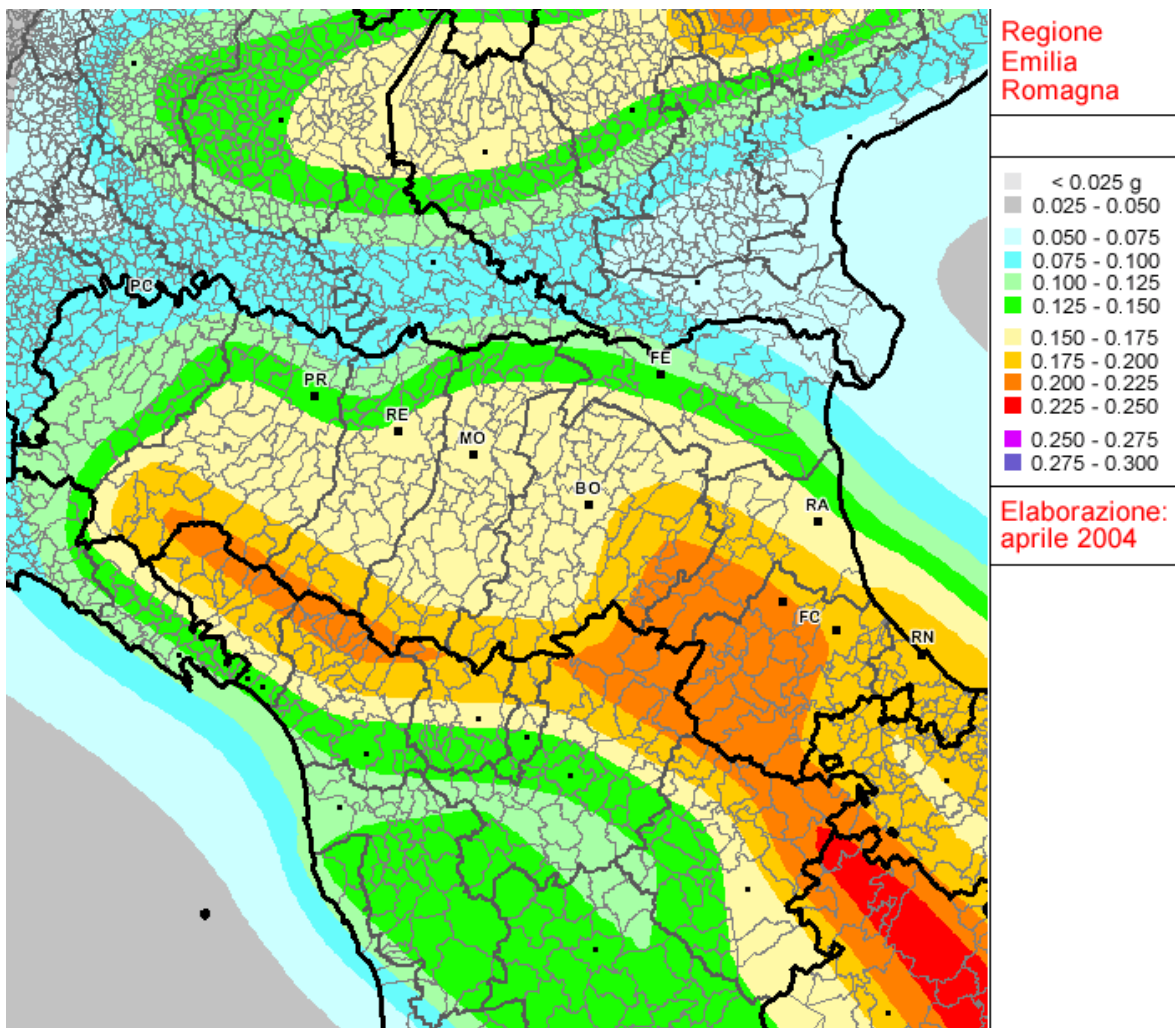 Regione
Emilia
Romagna
< 0.025 g
0.025 - 0.050
0.050 - 0.075
0.075 - 0.100
0.100 - 0.125
0.125 - 0.150
0.150 - 0.175
0.175 - 0.200
0.200 - 0.225
0.225 - 0.250
0.250 - 0.275
0.275 - 0.300
Elaborazione:
aprile 2004
PC
FE
PR
RE
MO
BO
RA
FC
RN